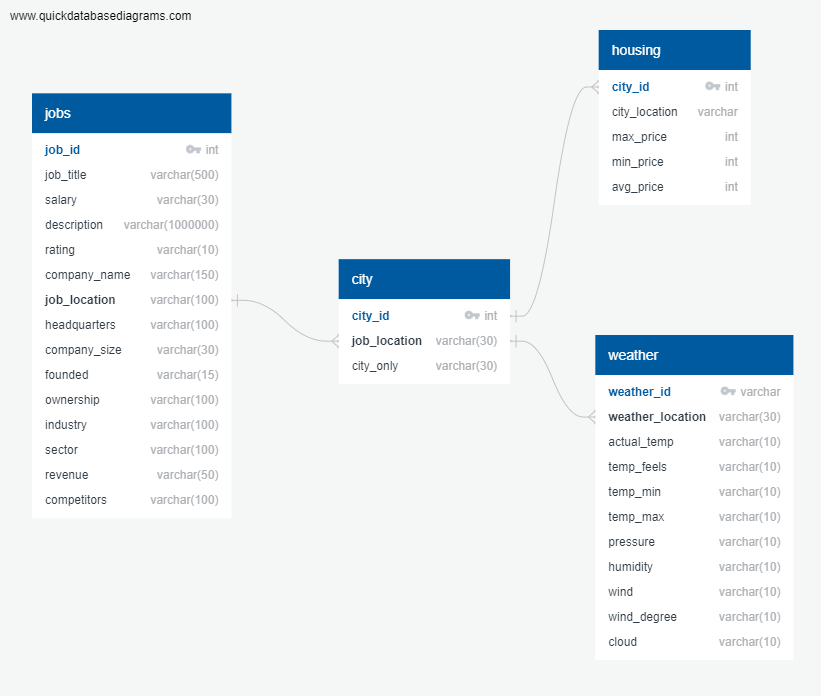 www.quickdatabasediagrams.com
jobs
job_id int
job_title varchar(500)
salary varchar(30)
description varchar(1000000)
rating varchar(10)
company_name varchar(150)
job_location varchar(100)
headquarters varchar(100)
company_size varchar(30)
founded varchar(15)
ownership varchar(100)
industry varchar(100)
sector varchar(100)
revenue varchar(50)
competitors varchar(100)
city
city_id int
job_location varchar(30)
city_only varchar(30)
housing
city_id int
city_location varchar
max_price int
min_price int
avg_price int
weather
weather_id varchar
weather_location varchar(30)
actual_temp varchar(10)
temp_feels varchar(10)
temp_min varchar(10)
temp_max varchar(10)
pressure varchar(10)
humidity varchar(10)
wind varchar(10)
wind_degree varchar(10)
cloud varchar(10)